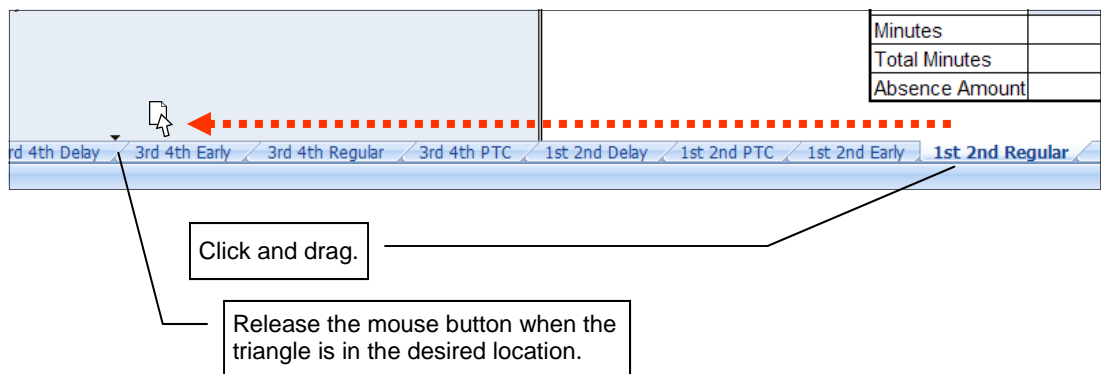 Minutes
Total Minutes
Absence Amount
rd 4th Delay 3rd 4th Early 3rd 4th Regular 3rd 4th PTC 1st 2nd Delay 1st 2nd PTC 1st 2nd Early 1st 2nd Regular
Click and drag.
Release the mouse button when the
triangle is in the desired location.